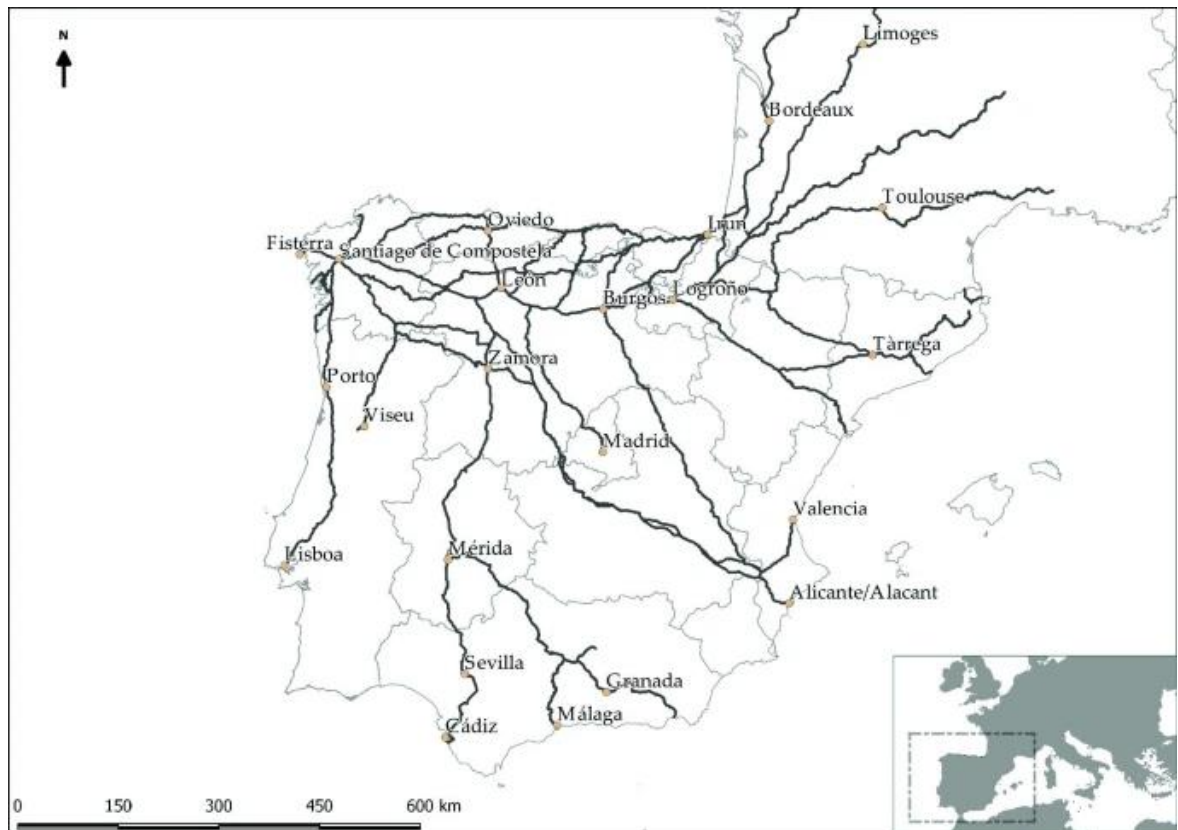 N
Limoges
Bordeaux
Toulouse
Oviedo
Irun
Fisterra
Santiago de Compostela
León
Burgos
Logroño
Tàrrega
Zamora
Porto
Viseu
Madrid
Valencia
Lisboa
Mérida
Alicante/Alacant
Sevilla
Granada
Málaga
Cádiz
0 150 300 450 600 km